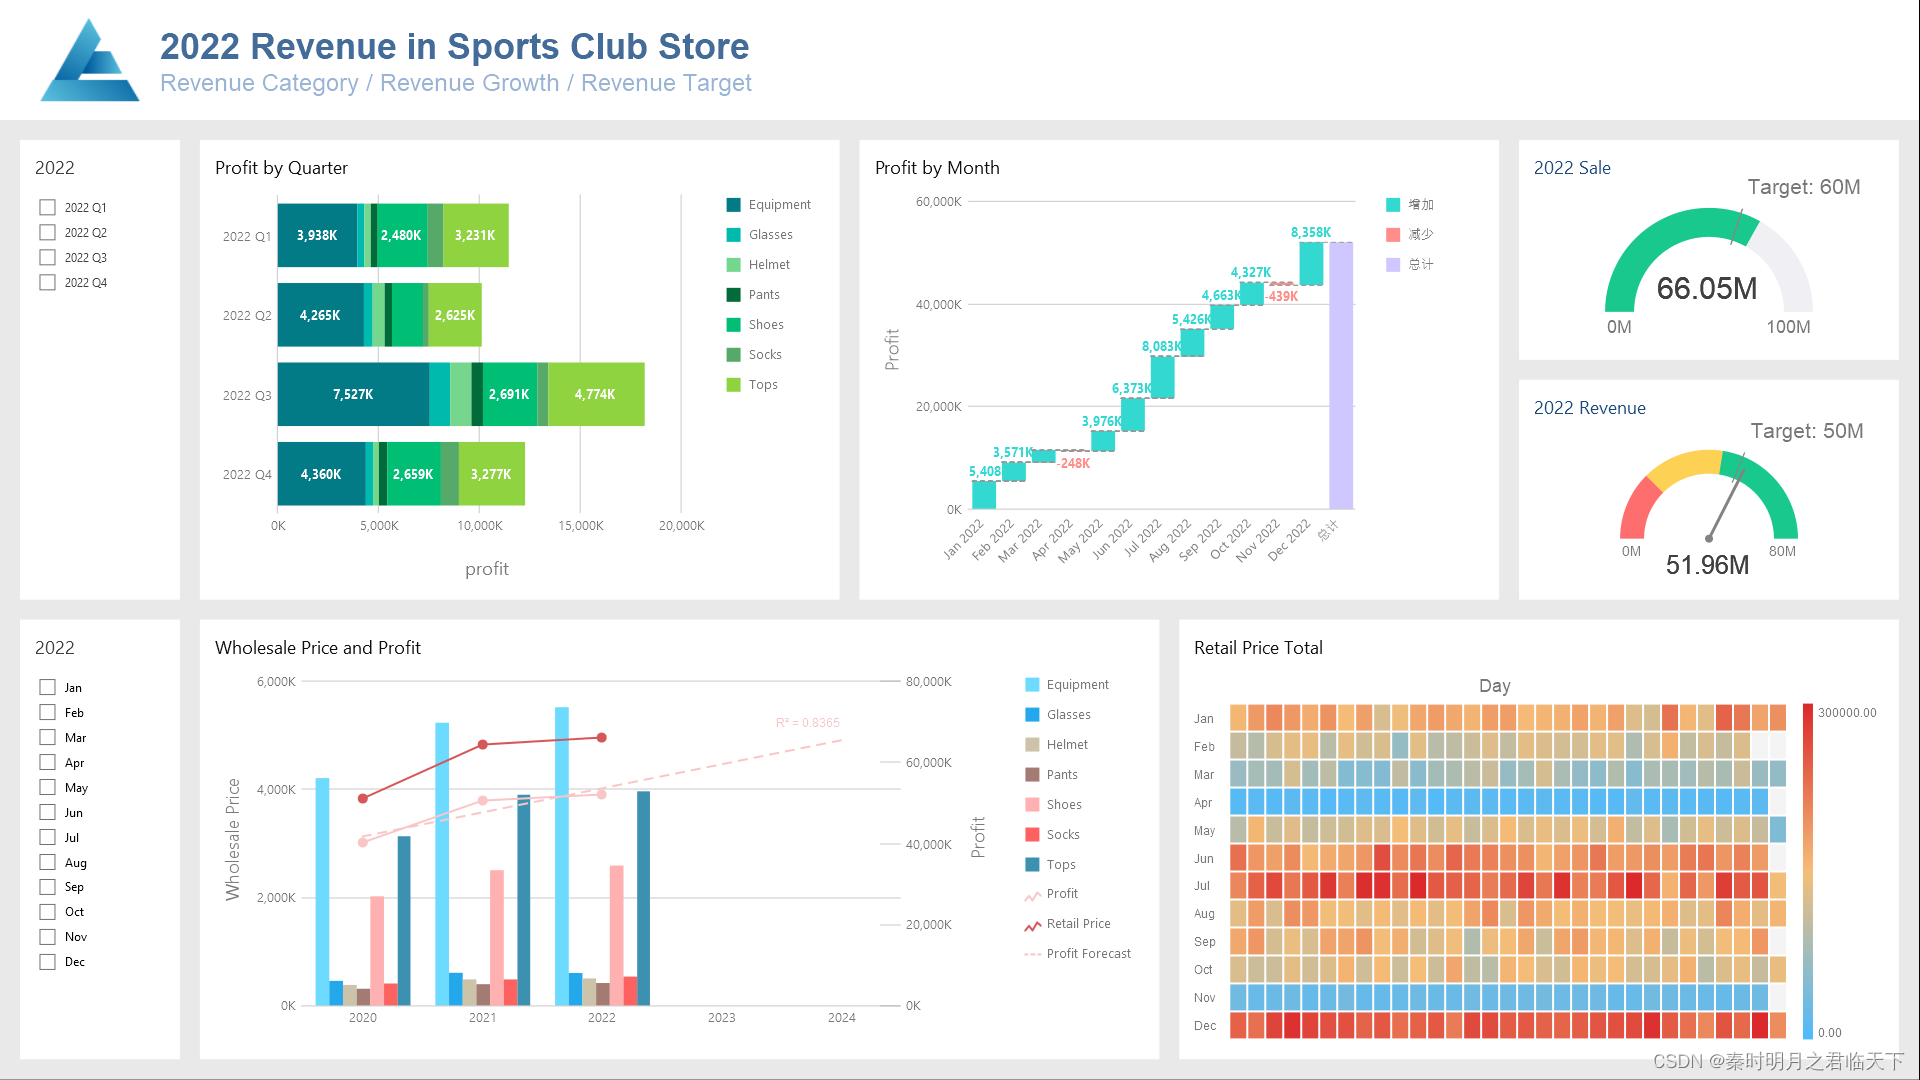 2022 Revenue in Sports Club Store
Revenue Category / Revenue Growth / Revenue Target
2022
2022 Q1
2022 Q2
2022 Q3
2022 Q4
Profit by Quarter
2022 Q1
3,938K
2,480K
3,231K
2022 Q2
4,265K
2,625K
2022 Q3
7,527K
2,691K
4,774K
2022 Q4
4,360K
2,659K
3,277K
0K
5,000K
10,000K
15,000K
20,000K
profit
Equipment
Glasses
Helmet
Pants
Shoes
Socks
Tops
Profit by Month
60,000K
40,000K
20,000K
0K
Profit
5,408
3,571K
-248K
3,976K
6,373K
8,083K
5,426K
4,663K
4,327K
-439K
8,358K
Jan 2022
Feb 2022
Mar 2022
Apr 2022
May 2022
Jun 2022
Jul 2022
Aug 2022
Sep 2022
Oct 2022
Nov 2022
Dec 2022
总计
增加
减少
总计
2022 Sale
Target: 60M
66.05M
0M
100M
2022 Revenue
Target: 50M
0M
80M
51.96M
2022
Jan
Feb
Mar
Apr
May
Jun
Jul
Aug
Sep
Oct
Nov
Dec
Wholesale Price and Profit
6,000K
4,000K
2,000K
0K
Wholesale Price
R² = 0.8365
80,000K
60,000K
40,000K
20,000K
0K
Profit
2020
2021
2022
2023
2024
Equipment
Glasses
Helmet
Pants
Shoes
Socks
Tops
Profit
Retail Price
Profit Forecast
Retail Price Total
Day
Jan
Feb
Mar
Apr
May
Jun
Jul
Aug
Sep
Oct
Nov
Dec
300000.00
0.00
CSDN @秦时明月之君临天下